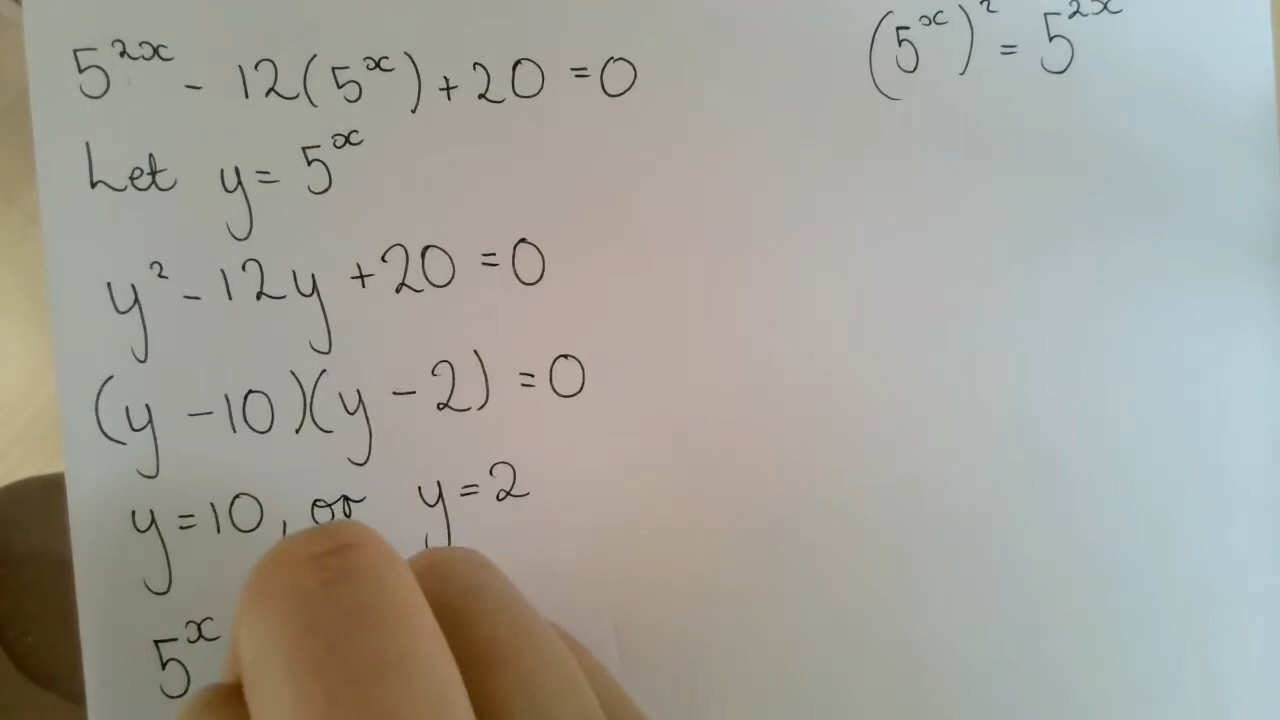 5^{2x} - 12(5^x) + 20 = 0
(5^x)^2 = 5^{2x}
Let y = 5^x
y^2 - 12y + 20 = 0
(y - 10)(y - 2) = 0
y = 10, or y = 2
5^x